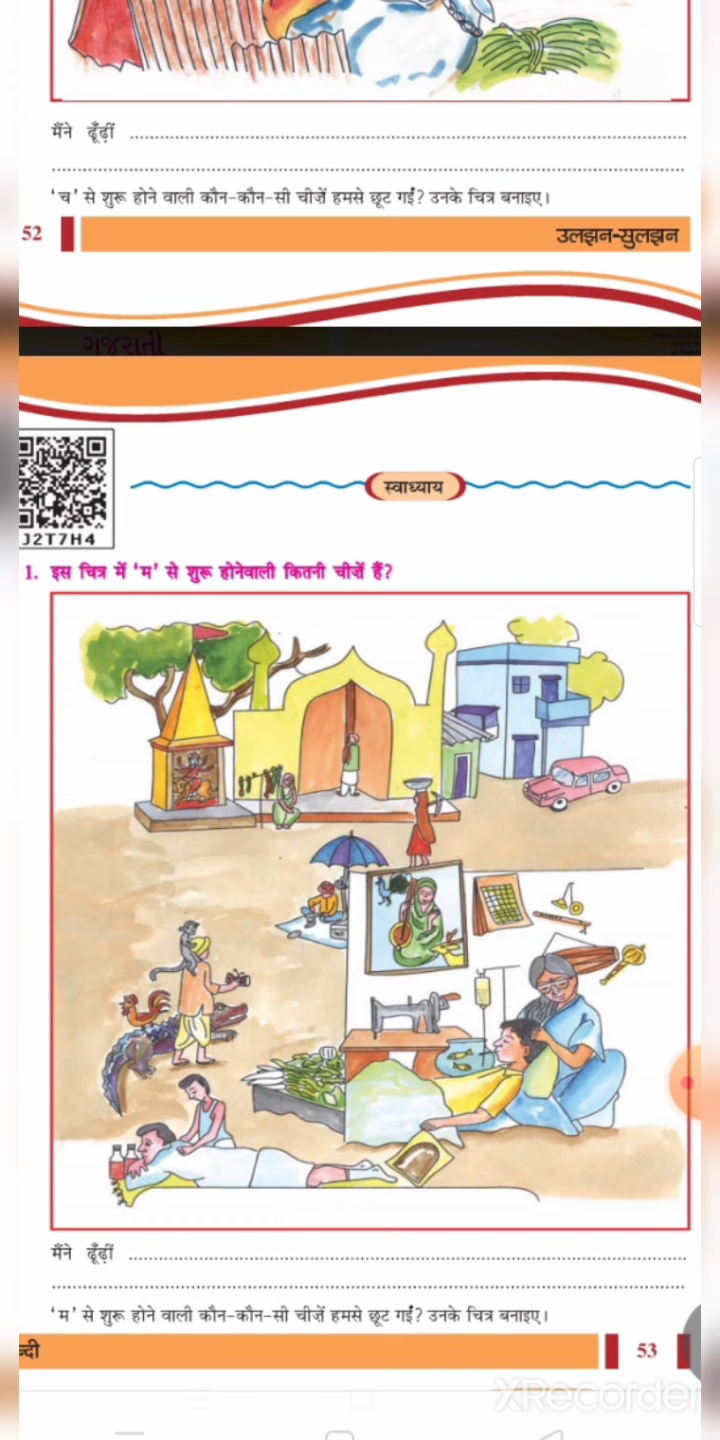 मैंने ढूँढ़ीं ........................................................................................................
........................................................................................................
'च' से शुरू होने वाली कौन-कौन-सी चीज़ें हमसे छूट गईं? उनके चित्र बनाइए।
52
उलझन-सुलझन
ગુજરાતી
J2T7H4
स्वाध्याय
1. इस चित्र में 'म' से शुरू होनेवाली कितनी चीज़ें हैं?
मैंने ढूँढ़ीं ........................................................................................................
........................................................................................................
'म' से शुरू होने वाली कौन-कौन-सी चीज़ें हमसे छूट गईं? उनके चित्र बनाइए।
53
XRecorder